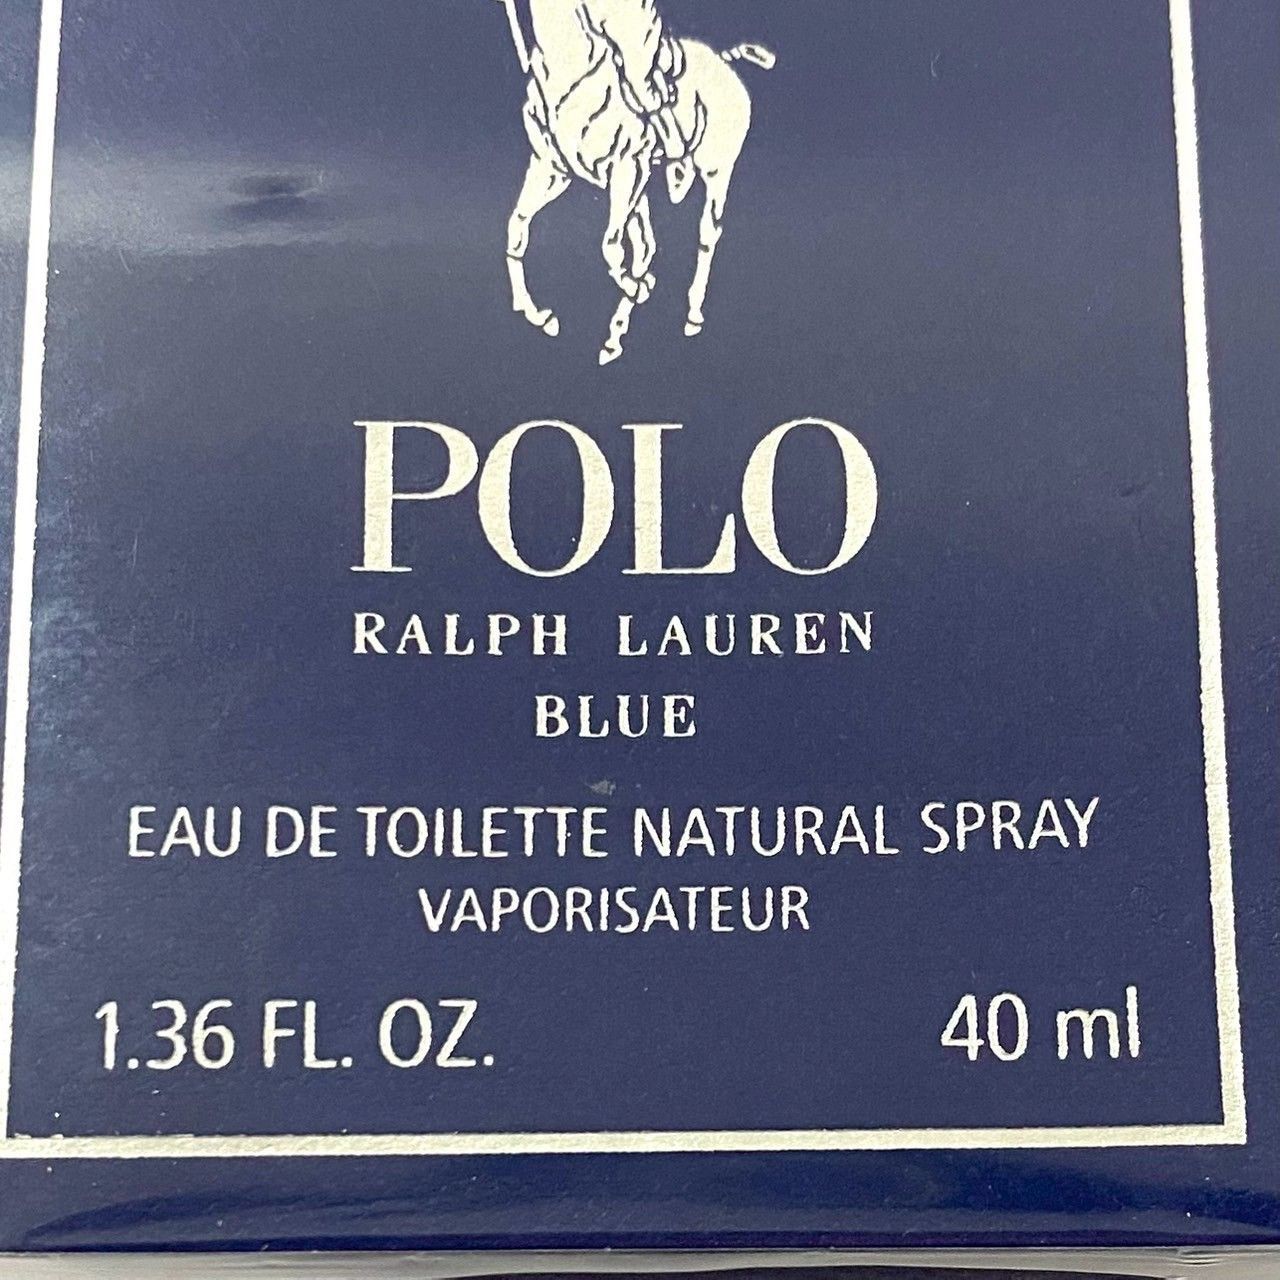 POLO
RALPH LAUREN
BLUE
EAU DE TOILETTE NATURAL SPRAY
VAPORISATEUR
1.36 FL. OZ. 40 ml